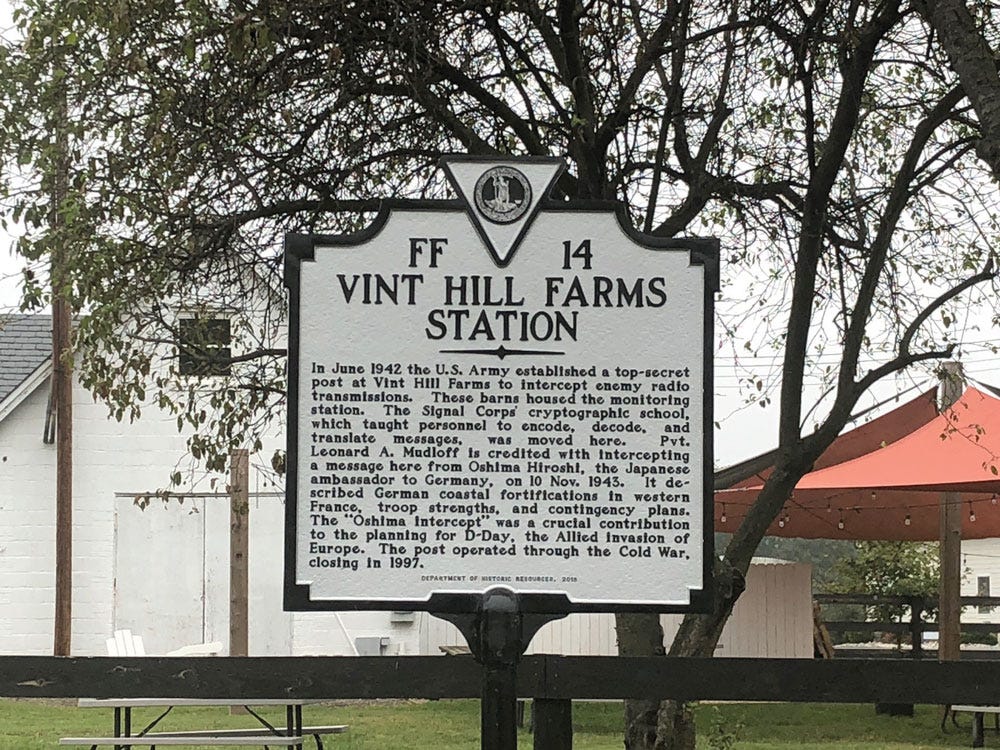 FF 14
VINT HILL FARMS
STATION
In June 1942 the U.S. Army established a top-secret
post at Vint Hill Farms to intercept enemy radio
transmissions. These barns housed the monitoring
station. The Signal Corps' cryptographic school,
which taught personnel to encode, decode, and
translate messages, was moved here. Pvt.
Leonard A. Mudloff is credited with intercepting
a message here from Oshima Hiroshi, the Japanese
ambassador to Germany, on 10 Nov. 1943. It de-
scribed German coastal fortifications in western
France, troop strengths, and contingency plans.
The "Oshima Intercept" was a crucial contribution
to the planning for D-Day, the Allied invasion of
Europe. The post operated through the Cold War,
closing in 1997.
DEPARTMENT OF HISTORIC RESOURCES, 2018